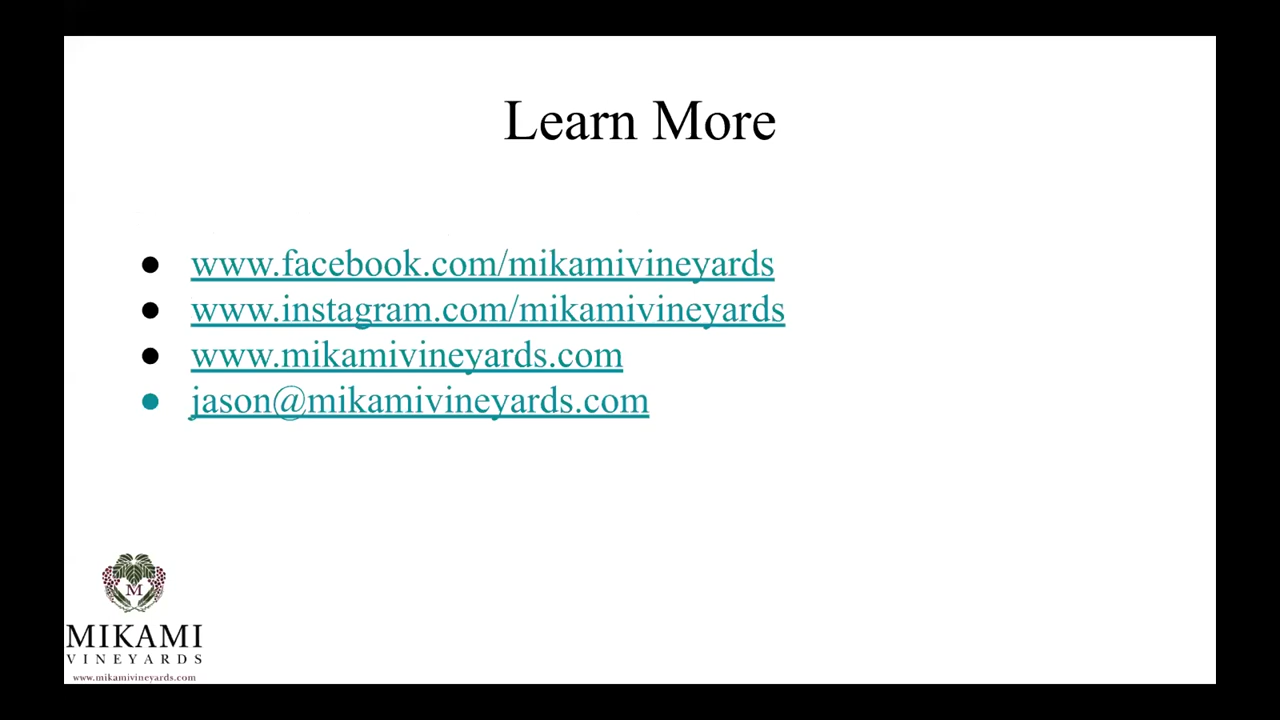 Learn More
● www.facebook.com/mikamivineyards
● www.instagram.com/mikamivineyards
● www.mikamivineyards.com
● jason@mikamivineyards.com
M
MIKAMI
VINEYARDS
www.mikamivineyards.com